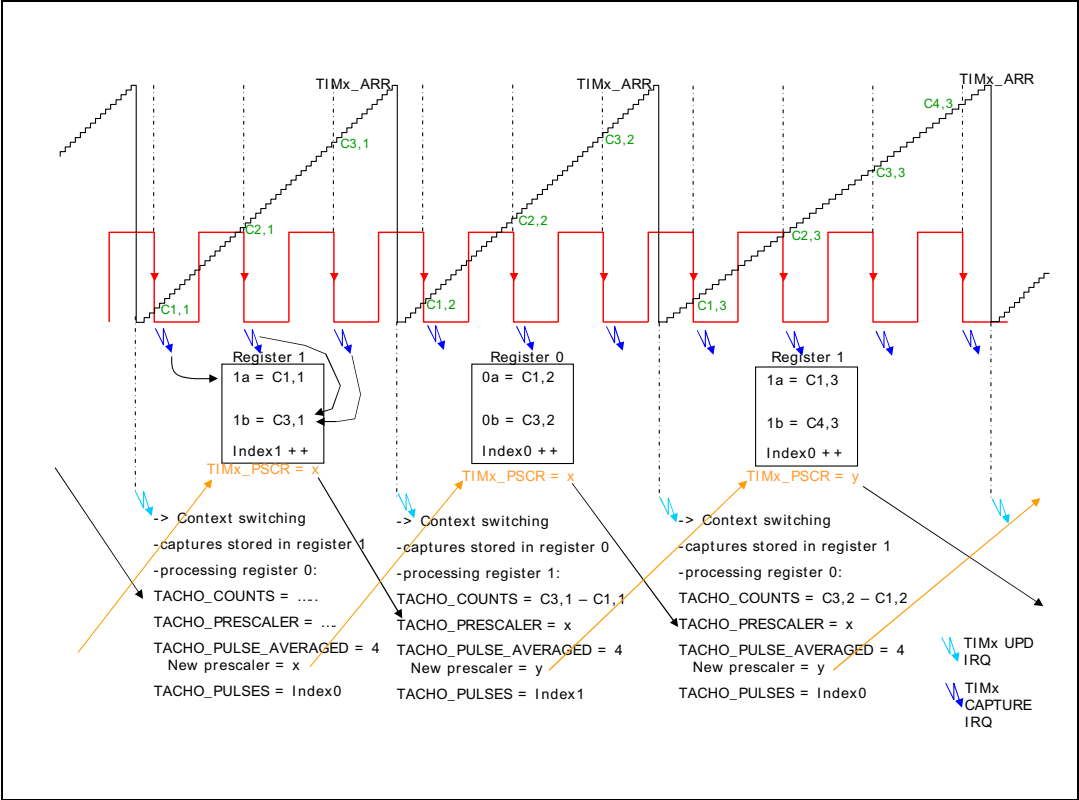 TIMx_ARR
TIMx_ARR
TIMx_ARR
C3,1
C2,1
C1,1
C3,2
C2,2
C1,2
C4,3
C3,3
C2,3
C1,3
Register 1
1a = C1,1
1b = C3,1
Index1 ++
TIMx_PSCR = x
Register 0
0a = C1,2
0b = C3,2
Index0 ++
TIMx_PSCR = x
Register 1
1a = C1,3
1b = C4,3
Index0 ++
TIMx_PSCR = y
-> Context switching
-captures stored in register 1
-processing register 0:
TACHO_COUNTS = .....
TACHO_PRESCALER = ....
TACHO_PULSE_AVERAGED = 4
New prescaler = x
TACHO_PULSES = Index0
-> Context switching
-captures stored in register 0
-processing register 1:
TACHO_COUNTS = C3,1 – C1,1
TACHO_PRESCALER = x
TACHO_PULSE_AVERAGED = 4
New prescaler = y
TACHO_PULSES = Index1
-> Context switching
-captures stored in register 1
-processing register 0:
TACHO_COUNTS = C3,2 – C1,2
TACHO_PRESCALER = x
TACHO_PULSE_AVERAGED = 4
New prescaler = y
TACHO_PULSES = Index0
TIMx UPD
IRQ
TIMx
CAPTURE
IRQ